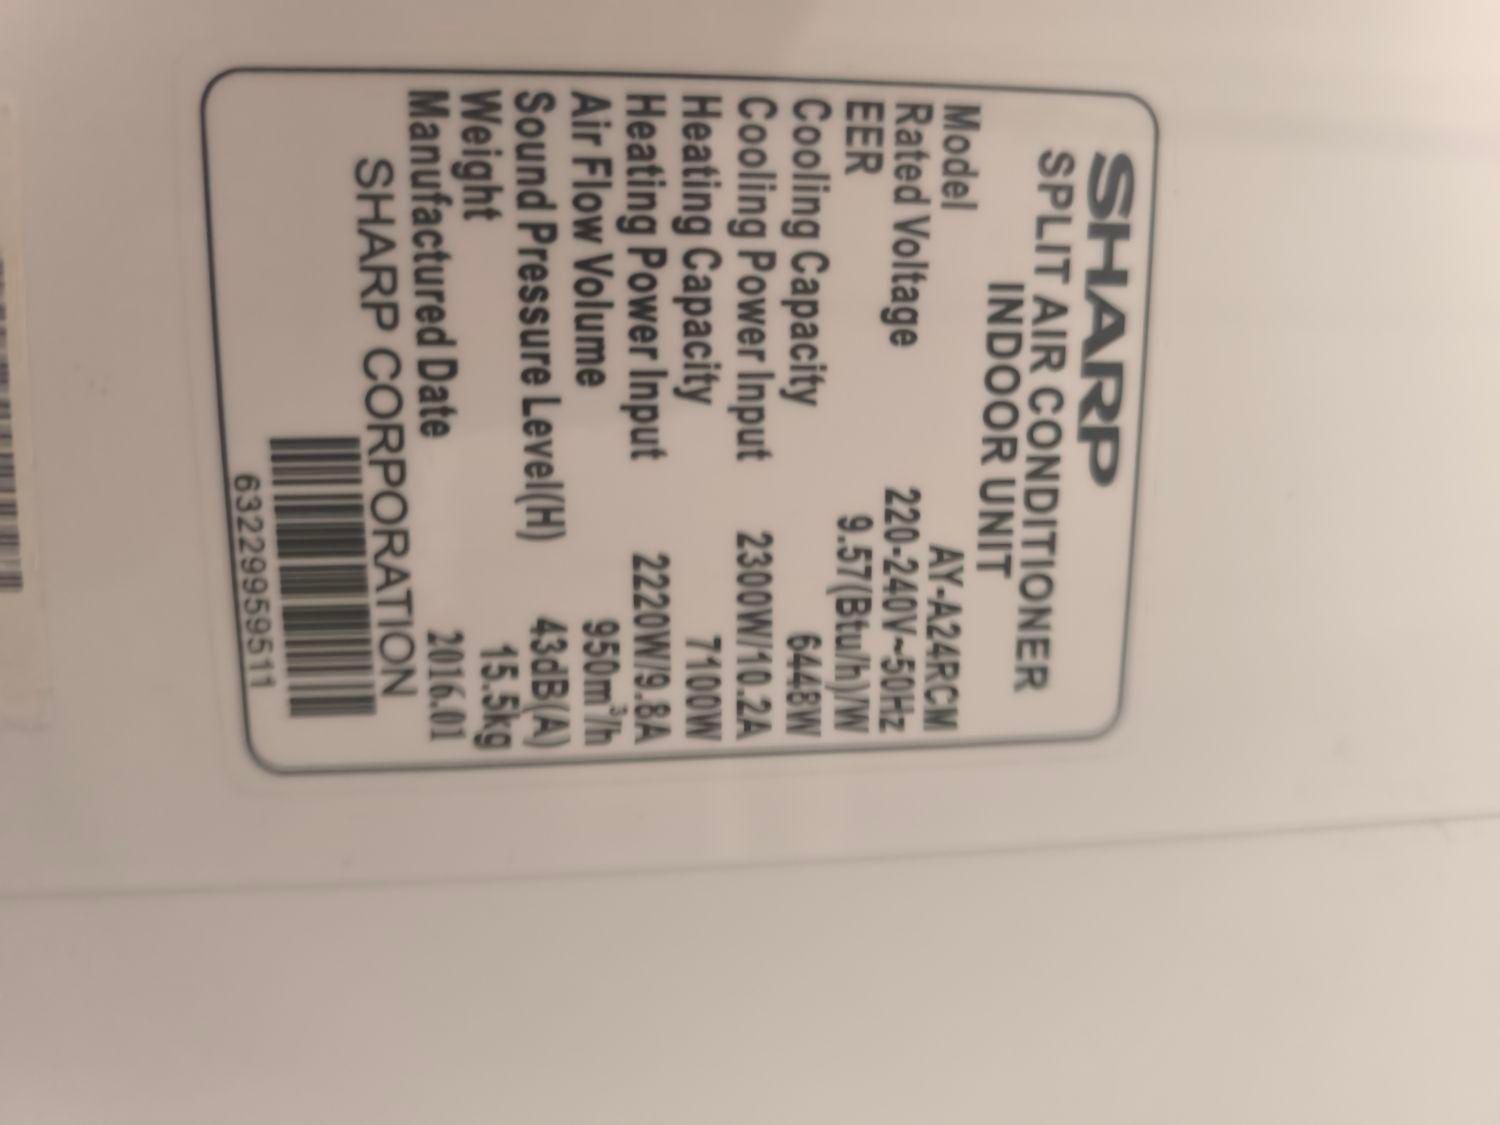 SHARP
SPLIT AIR CONDITIONER
INDOOR UNIT
Model AY-A24RCM
Rated Voltage 220-240V~50Hz
EER 9.57(Btu/h)/W
Cooling Capacity 6448W
Cooling Power Input 2300W/10.2A
Heating Capacity 7100W
Heating Power Input 2220W/9.8A
Air Flow Volume 950m³/h
Sound Pressure Level(H) 43dB(A)
Weight 15.5kg
Manufactured Date 2016.01
SHARP CORPORATION
63229959511